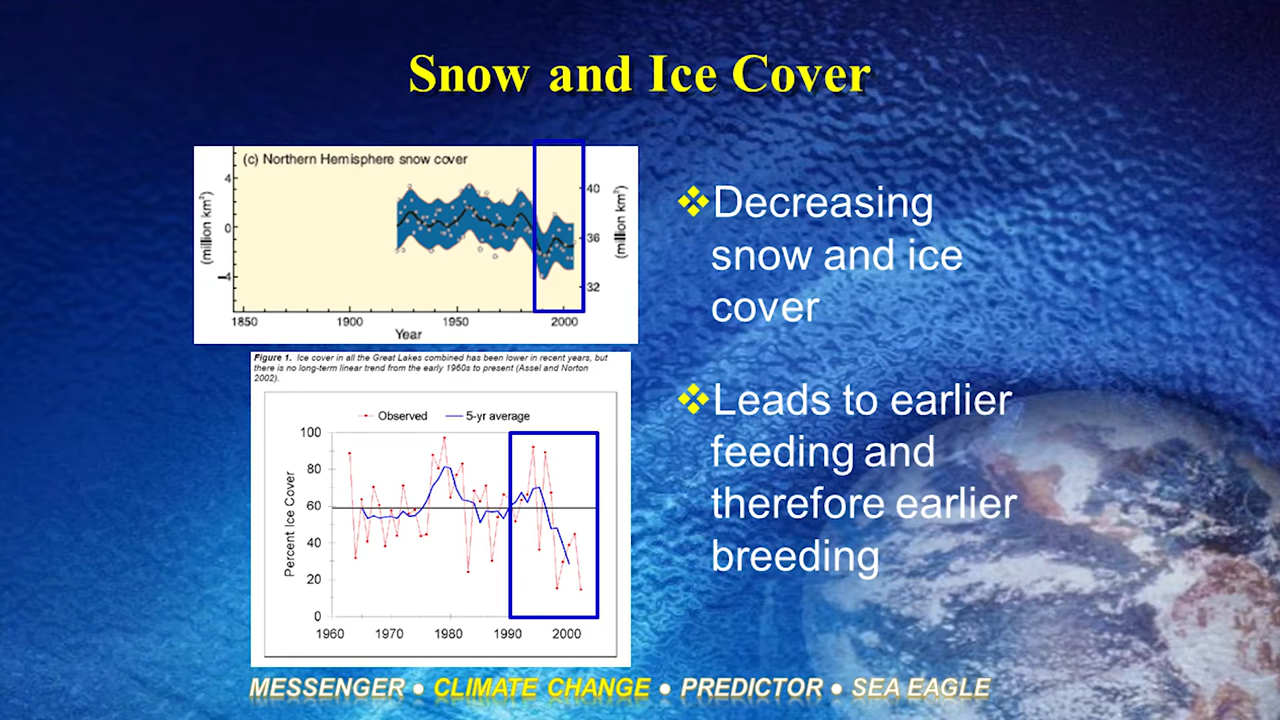 Snow and Ice Cover
(c) Northern Hemisphere snow cover
4
0
−4
(million km²)
40
36
32
(million km²)
1850 1900 1950 2000
Year
Figure 1. Ice cover in all the Great Lakes combined has been lower in recent years, but
there is no long-term linear trend from the early 1960s to present (Assel and Norton
2002).
Observed 5-yr average
100
80
60
40
20
0
Percent Ice Cover
1960 1970 1980 1990 2000
Decreasing
snow and ice
cover
Leads to earlier
feeding and
therefore earlier
breeding
MESSENGER ● CLIMATE CHANGE ● PREDICTOR ● SEA EAGLE